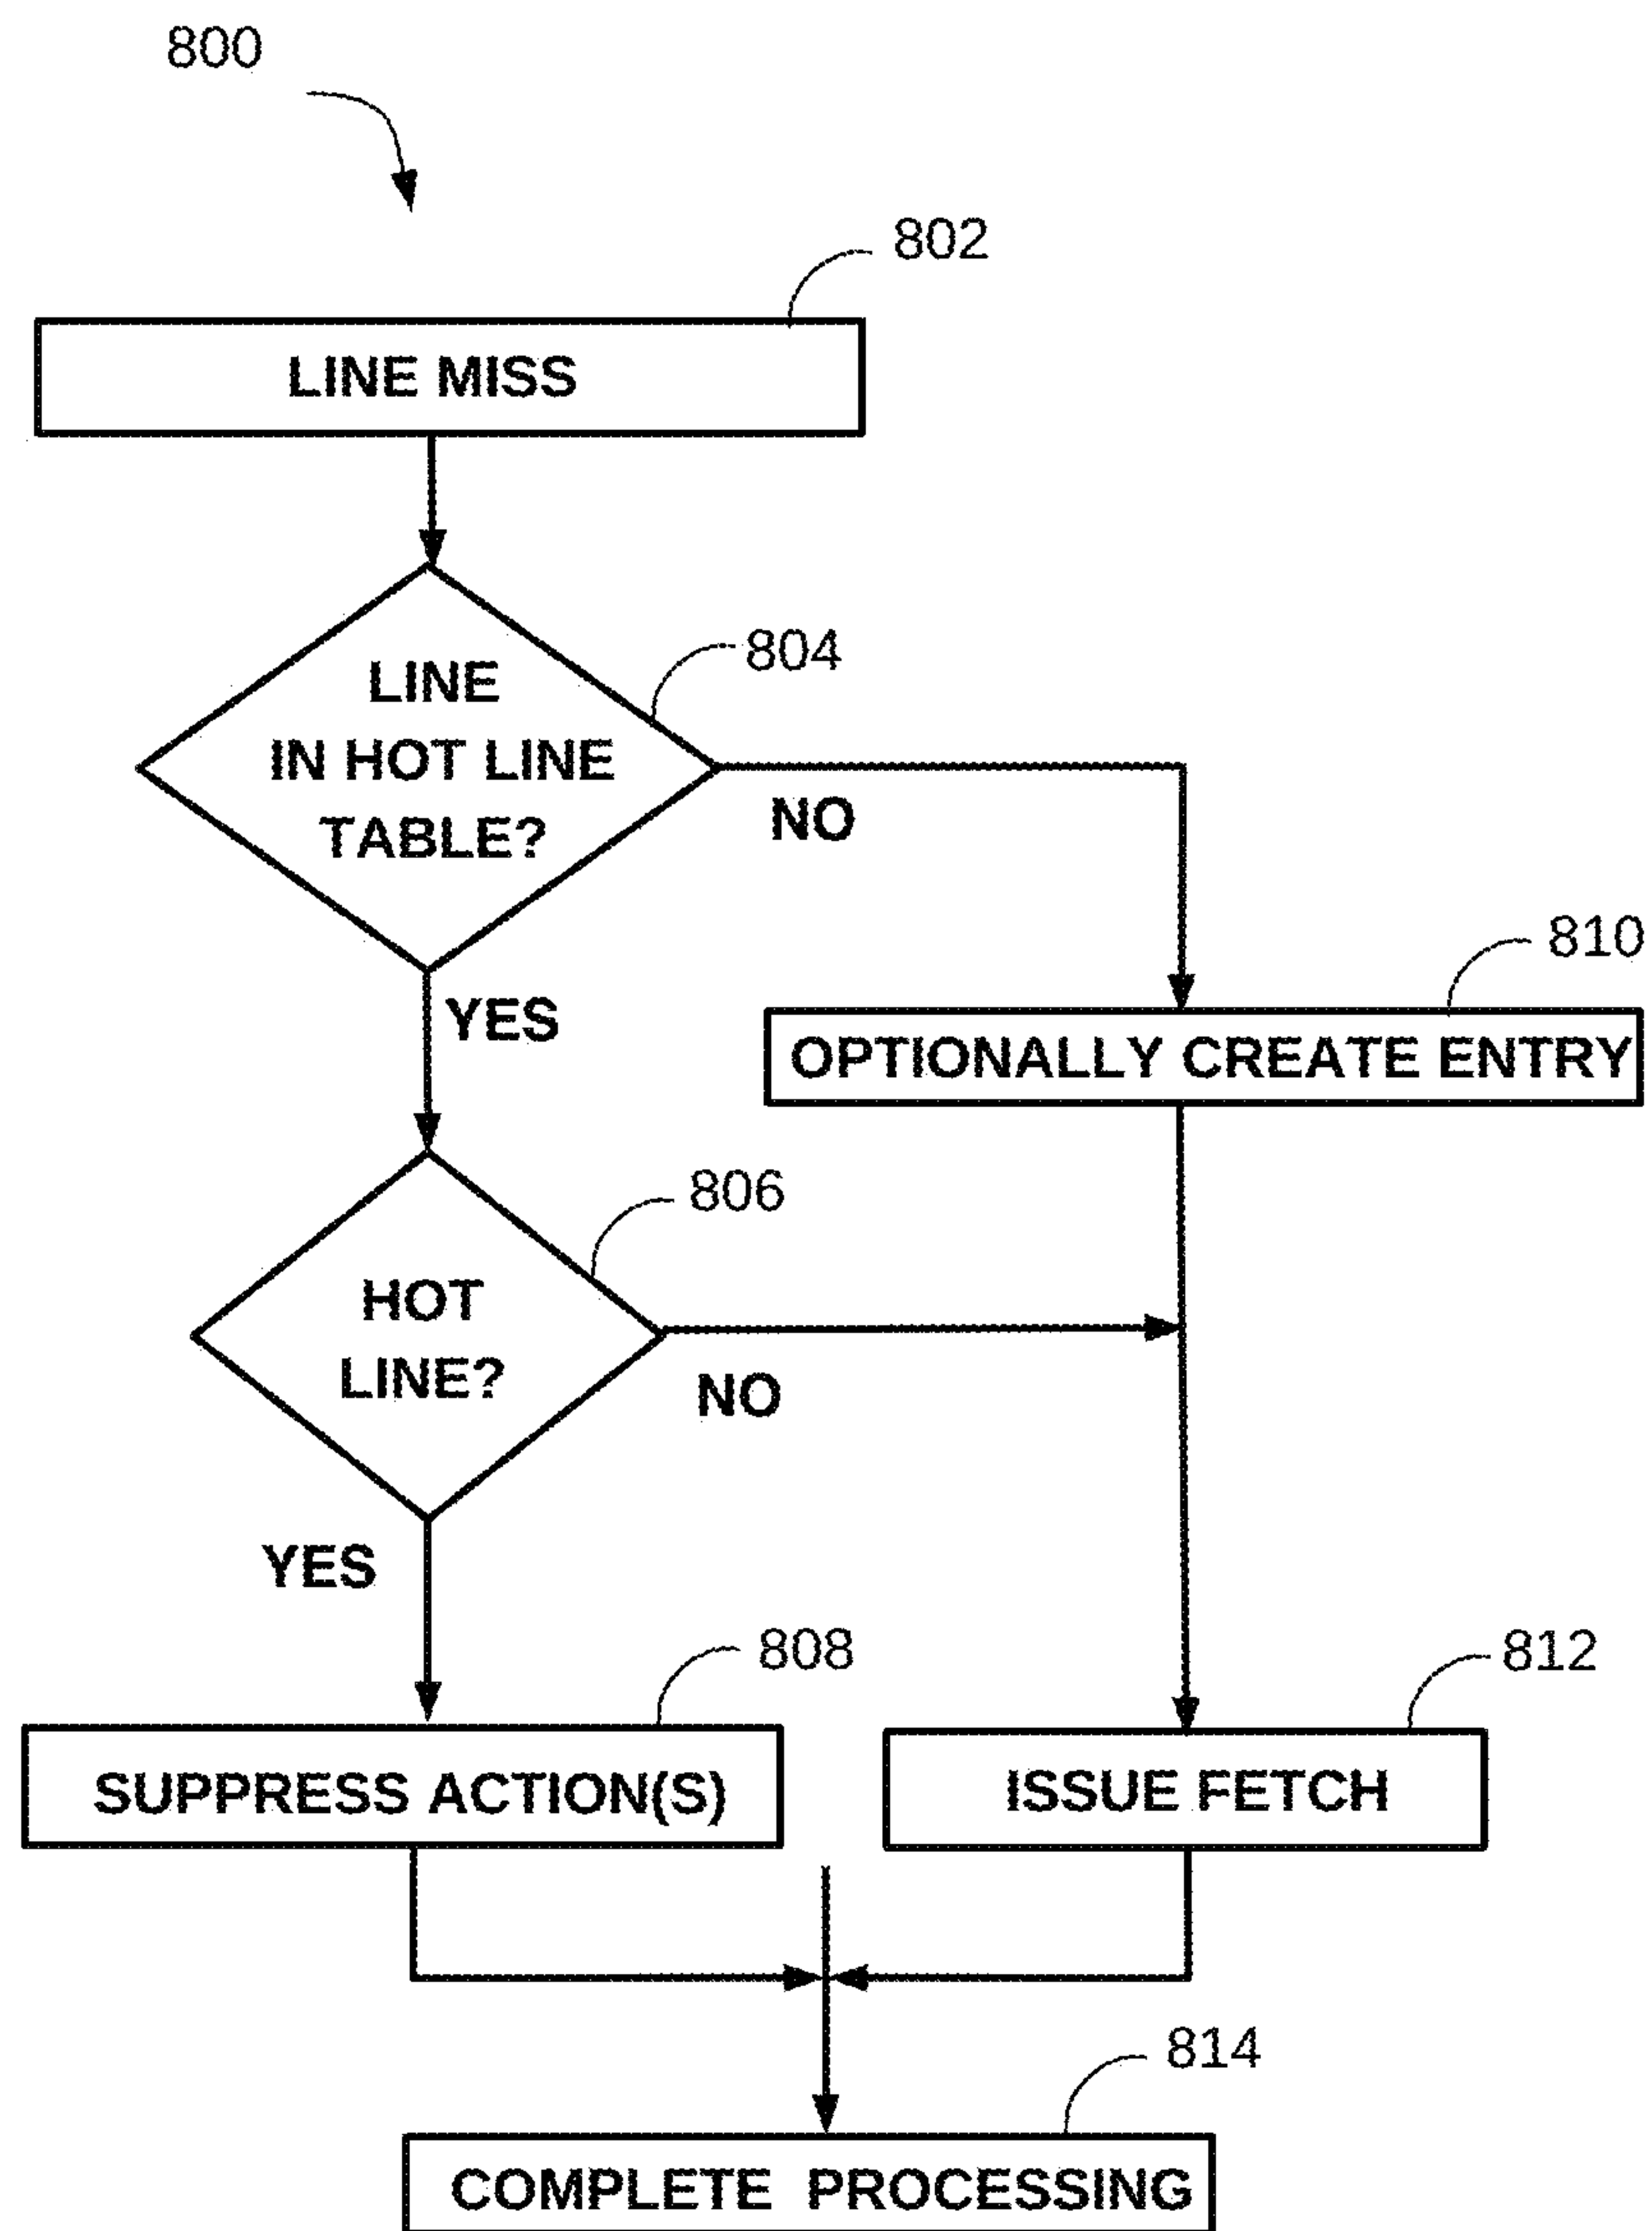 800
802
LINE MISS
804
LINE
IN HOT LINE
TABLE?
NO
810
YES
OPTIONALLY CREATE ENTRY
806
HOT
LINE?
NO
YES
808
812
SUPPRESS ACTION(S)
ISSUE FETCH
814
COMPLETE PROCESSING